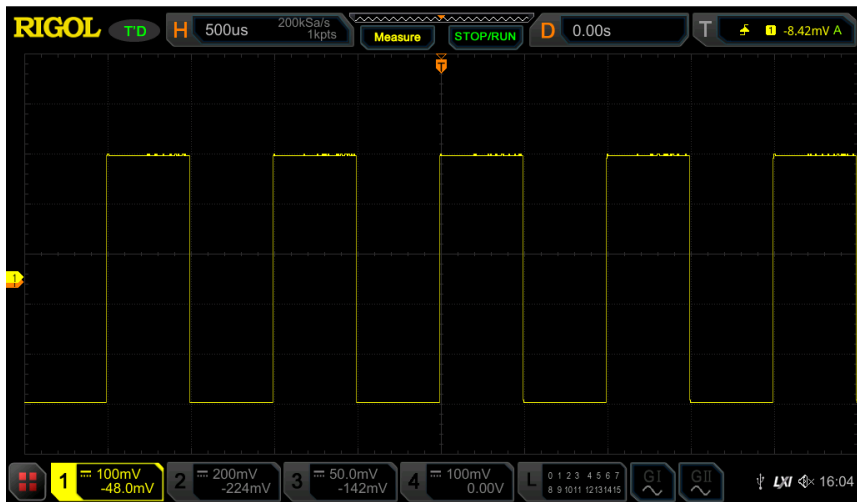 RIGOL T'D H 500us 200kSa/s 1kpts Measure STOP/RUN D 0.00s T 1 -8.42mV A
T
1
1 100mV -48.0mV 2 200mV -224mV 3 50.0mV -142mV 4 100mV 0.00V L 0 1 2 3 4 5 6 7 8 9 10 11 12 13 14 15 GI GII LXI 16:04